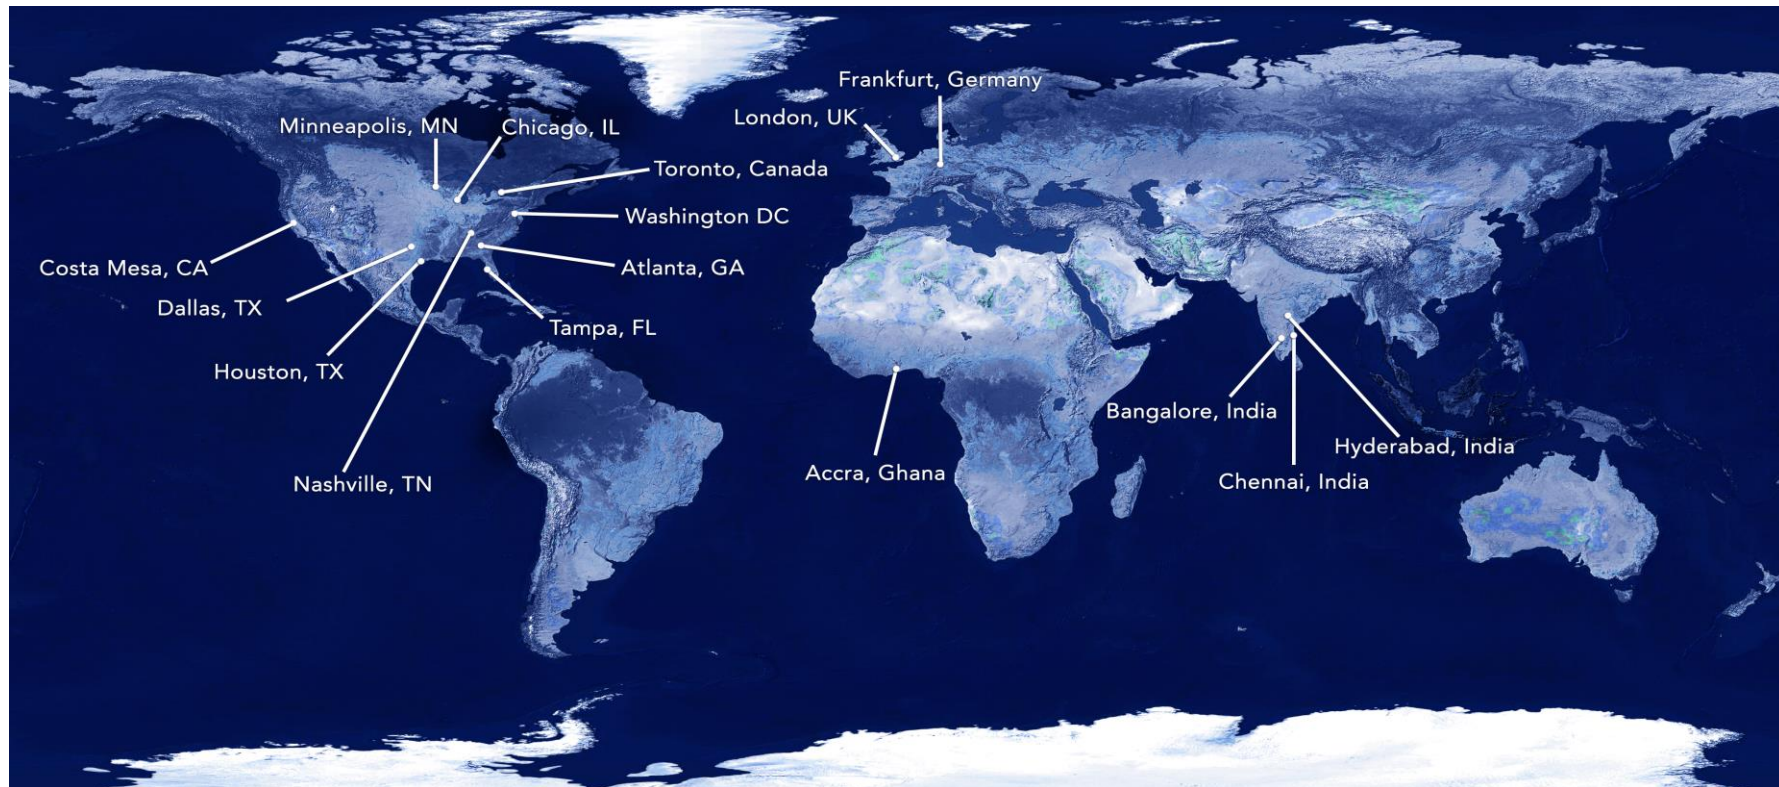 Frankfurt, Germany
London, UK
Minneapolis, MN
Chicago, IL
Toronto, Canada
Washington DC
Costa Mesa, CA
Atlanta, GA
Dallas, TX
Tampa, FL
Houston, TX
Nashville, TN
Bangalore, India
Hyderabad, India
Accra, Ghana
Chennai, India